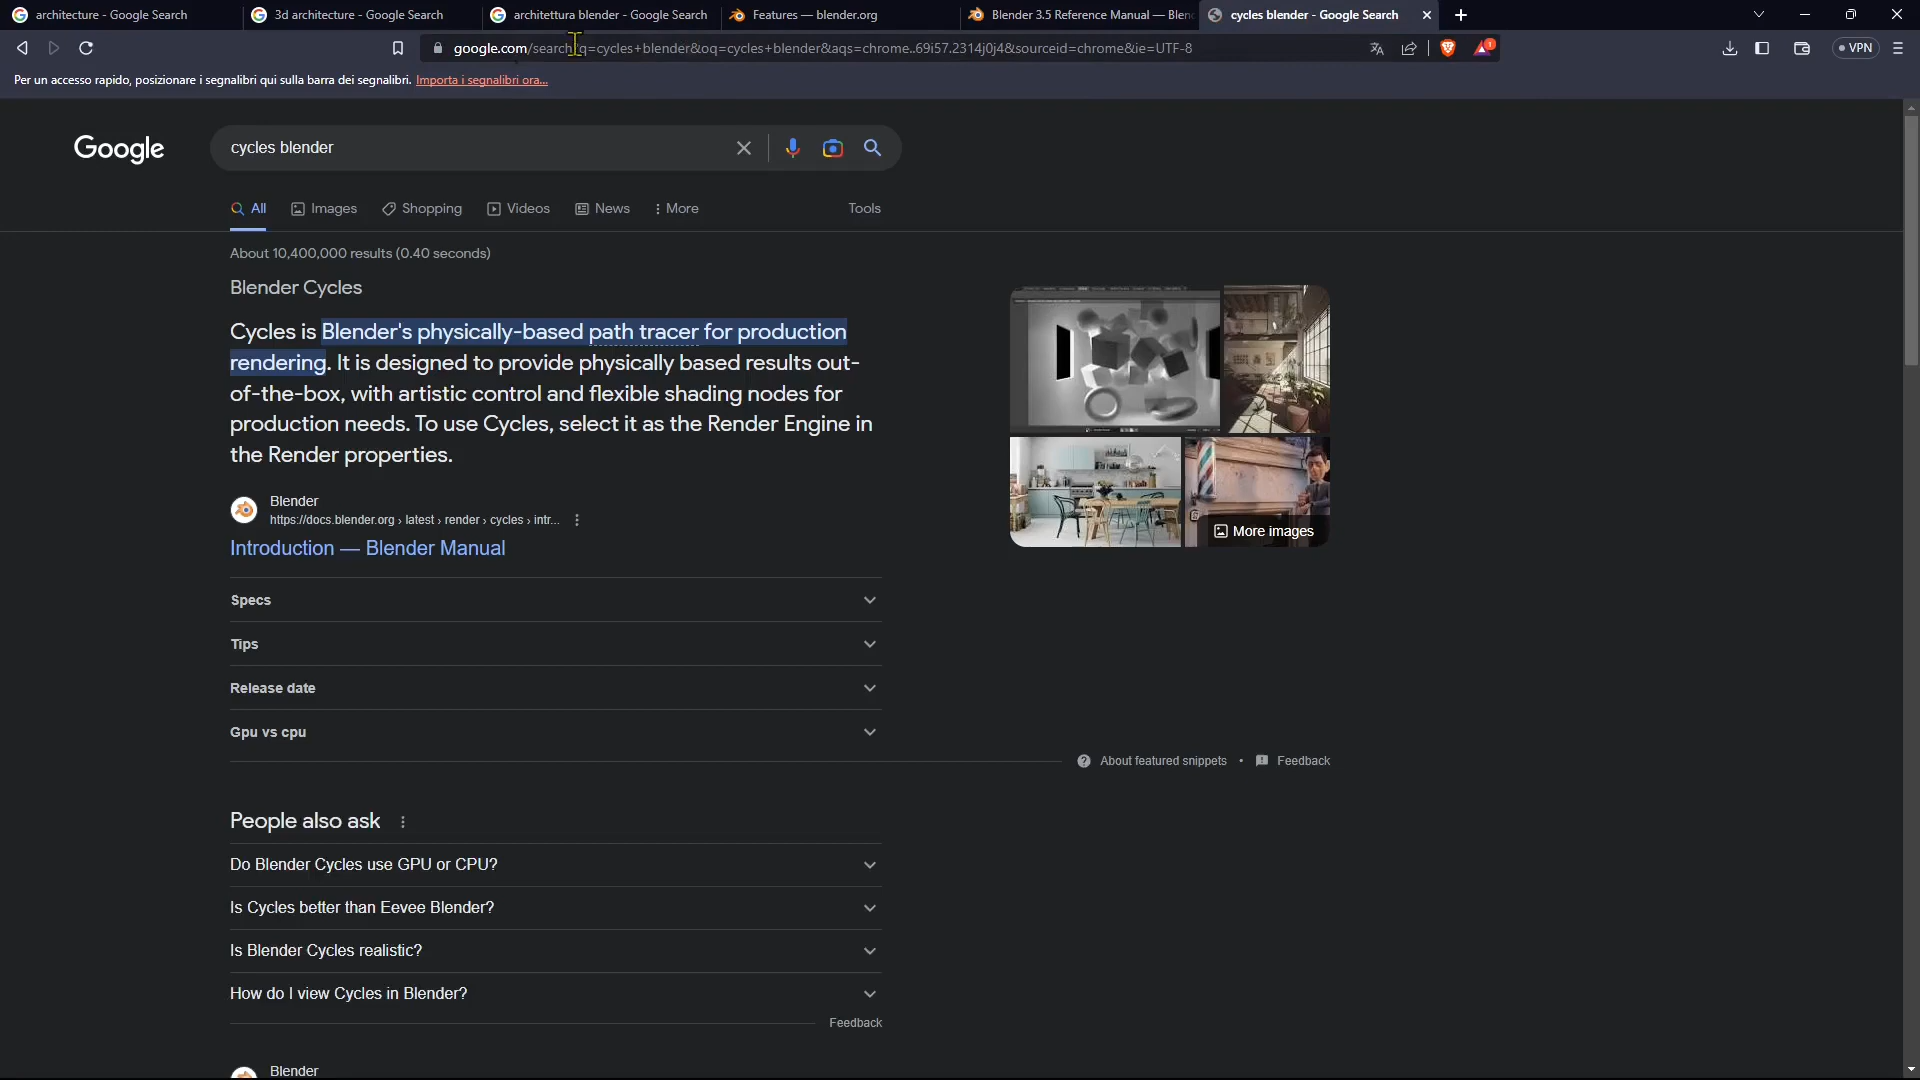 architecture - Google Search
3d architecture - Google Search
architettura blender - Google Search
Features — blender.org
Blender 3.5 Reference Manual — Blen
cycles blender - Google Search
google.com/search?q=cycles+blender&oq=cycles+blender&aqs=chrome..69i57.2314j0j4&sourceid=chrome&ie=UTF-8
1
VPN
Per un accesso rapido, posizionare i segnalibri qui sulla barra dei segnalibri. Importa i segnalibri ora...
Google
cycles blender
All
Images
Shopping
Videos
News
More
Tools
About 10,400,000 results (0.40 seconds)
Blender Cycles
Cycles is Blender's physically-based path tracer for production
rendering. It is designed to provide physically based results out-
of-the-box, with artistic control and flexible shading nodes for
production needs. To use Cycles, select it as the Render Engine in
the Render properties.
Blender
https://docs.blender.org › latest › render › cycles › intr...
Introduction — Blender Manual
More images
Specs
Tips
Release date
Gpu vs cpu
About featured snippets • Feedback
People also ask
Do Blender Cycles use GPU or CPU?
Is Cycles better than Eevee Blender?
Is Blender Cycles realistic?
How do I view Cycles in Blender?
Feedback
Blender